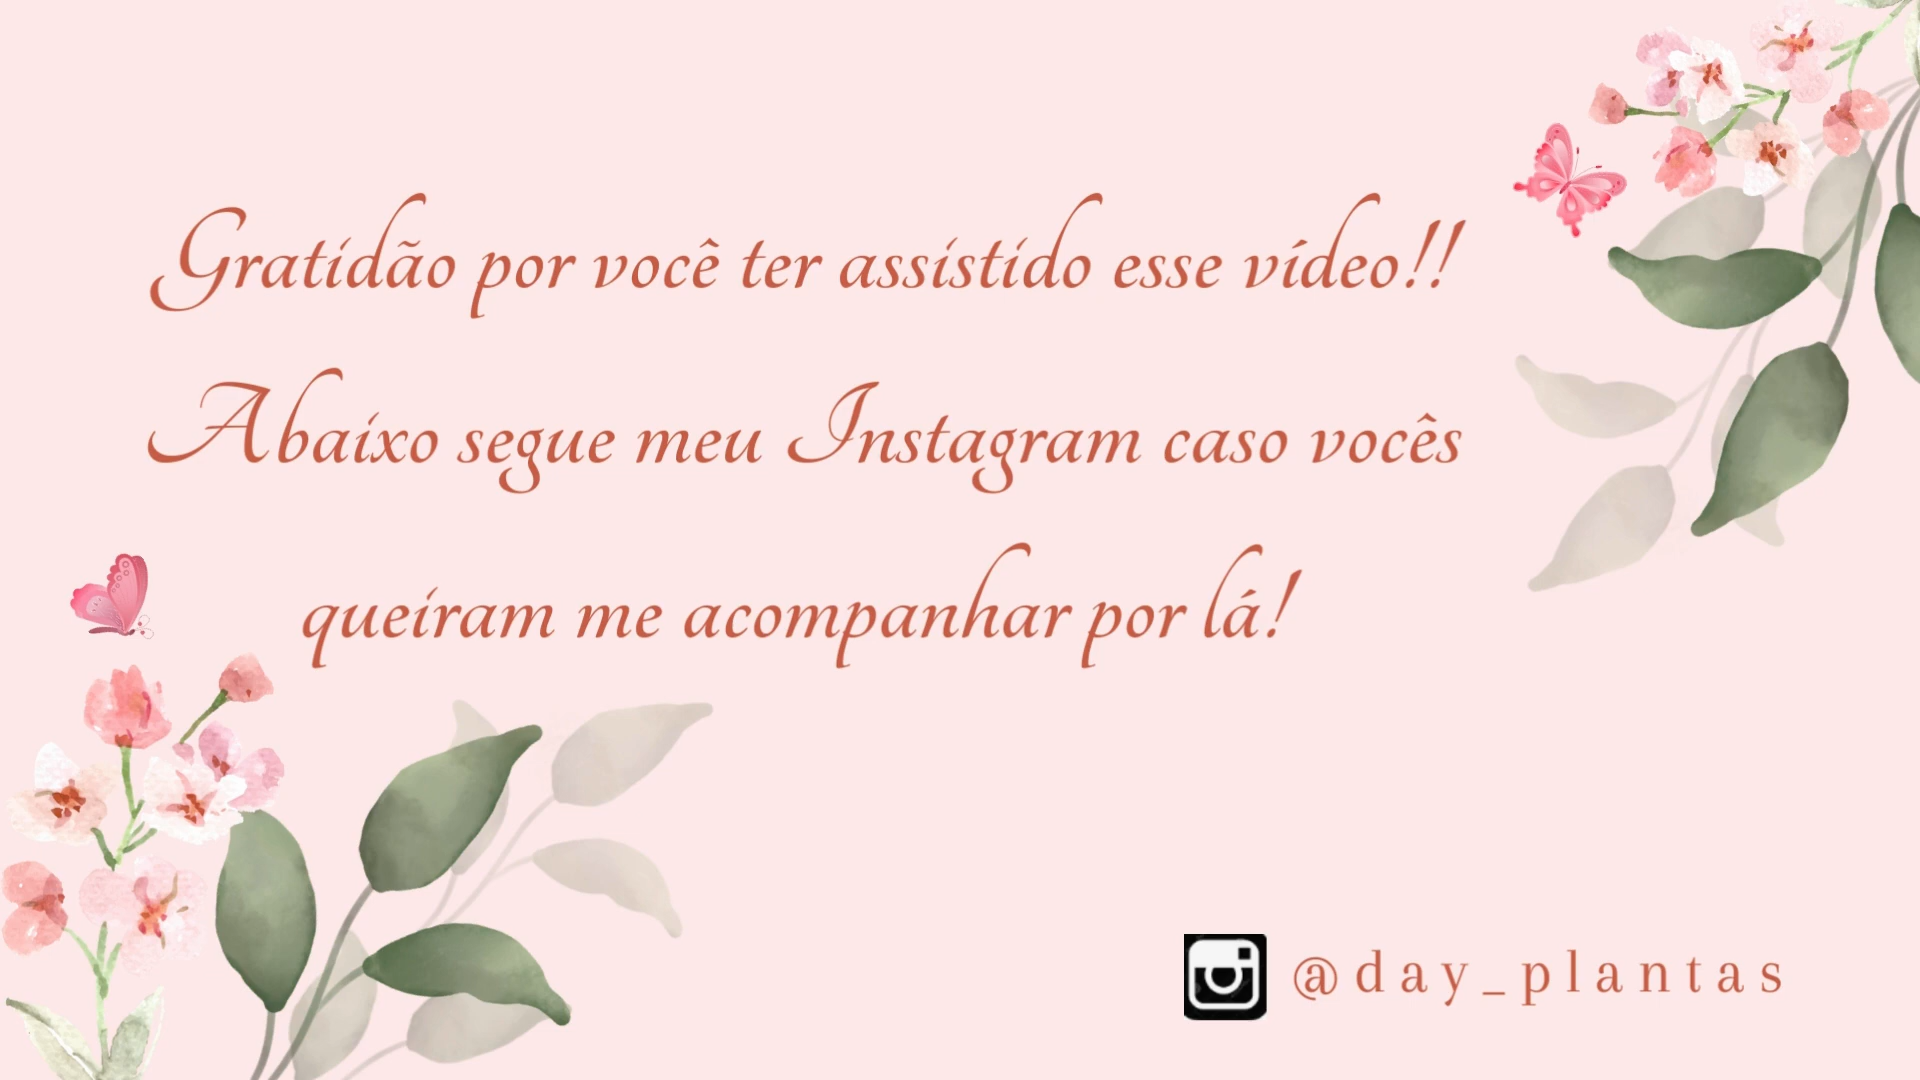 Gratidão por você ter assistido esse vídeo!!
Abaixo segue meu Instagram caso vocês
queiram me acompanhar por lá!
@day_plantas